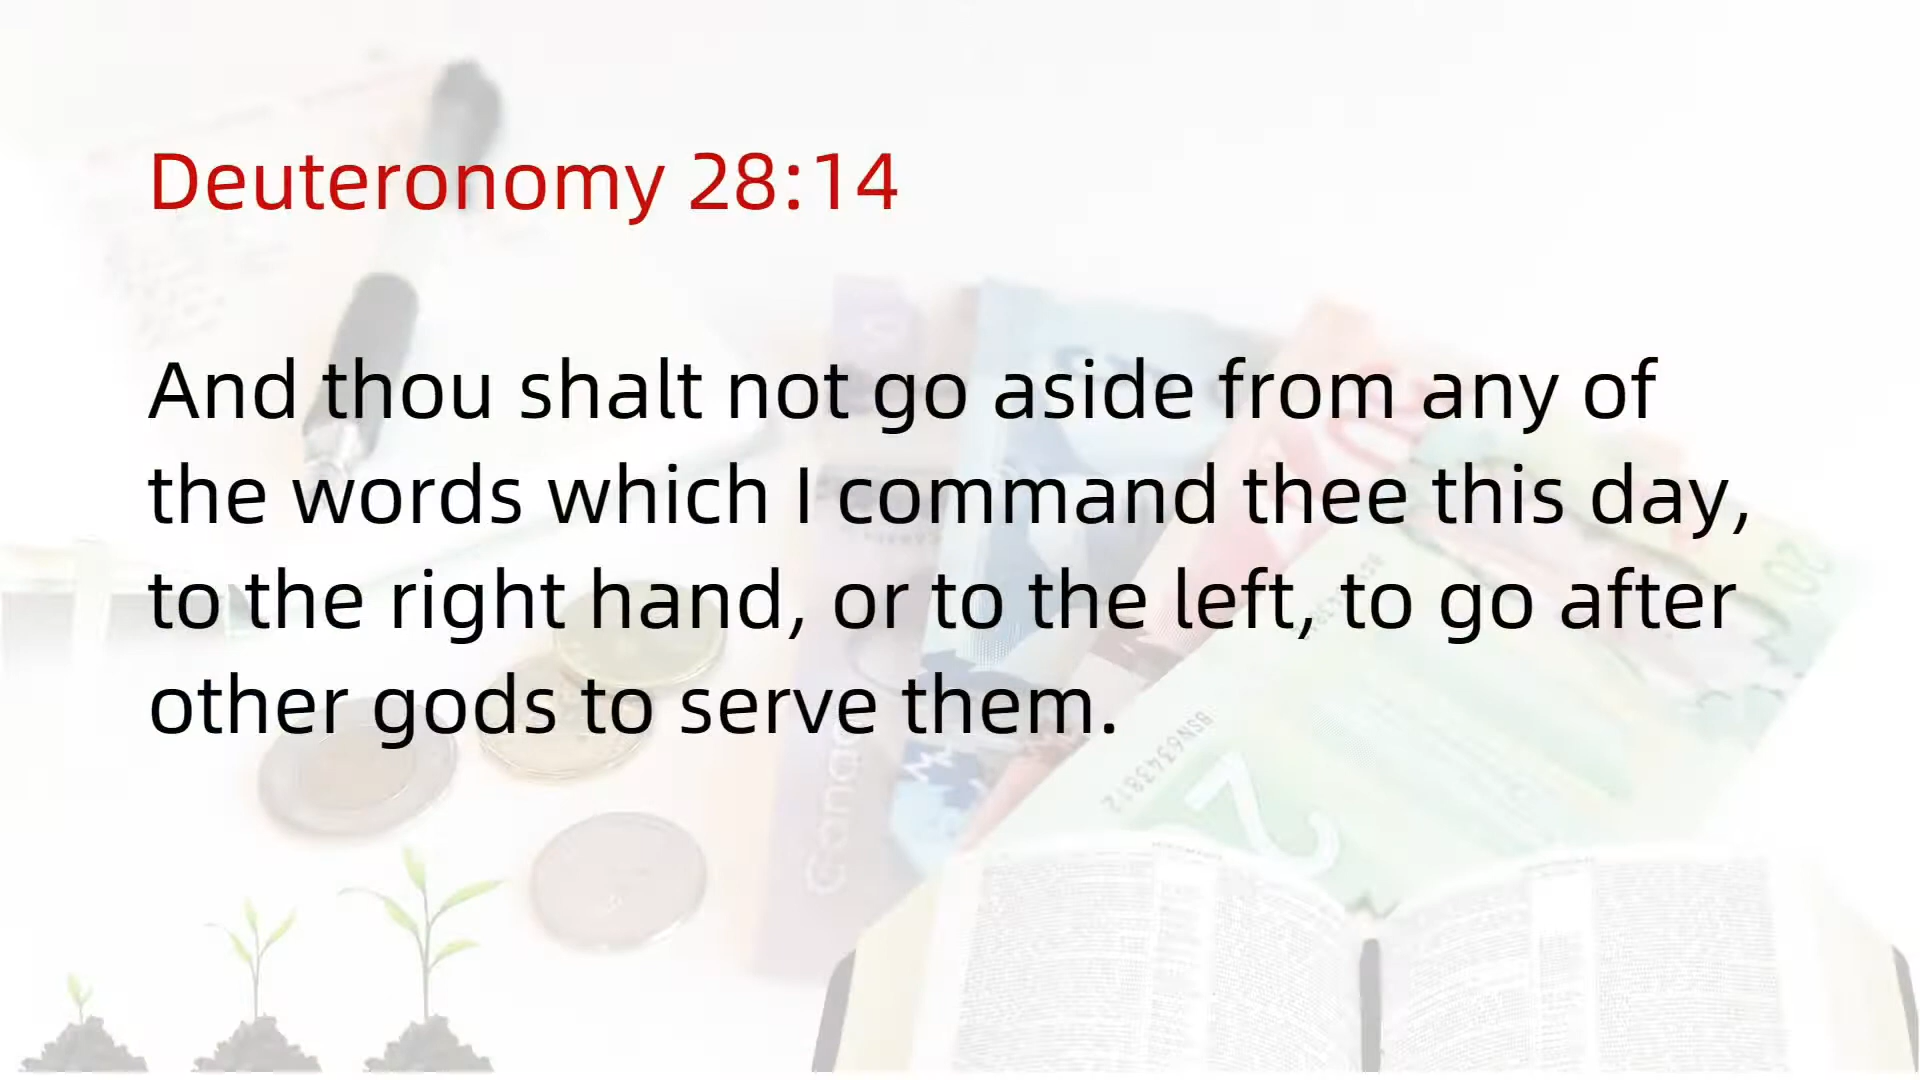 Deuteronomy 28:14
And thou shalt not go aside from any of
the words which I command thee this day,
to the right hand, or to the left, to go after
other gods to serve them.
BSN6343812